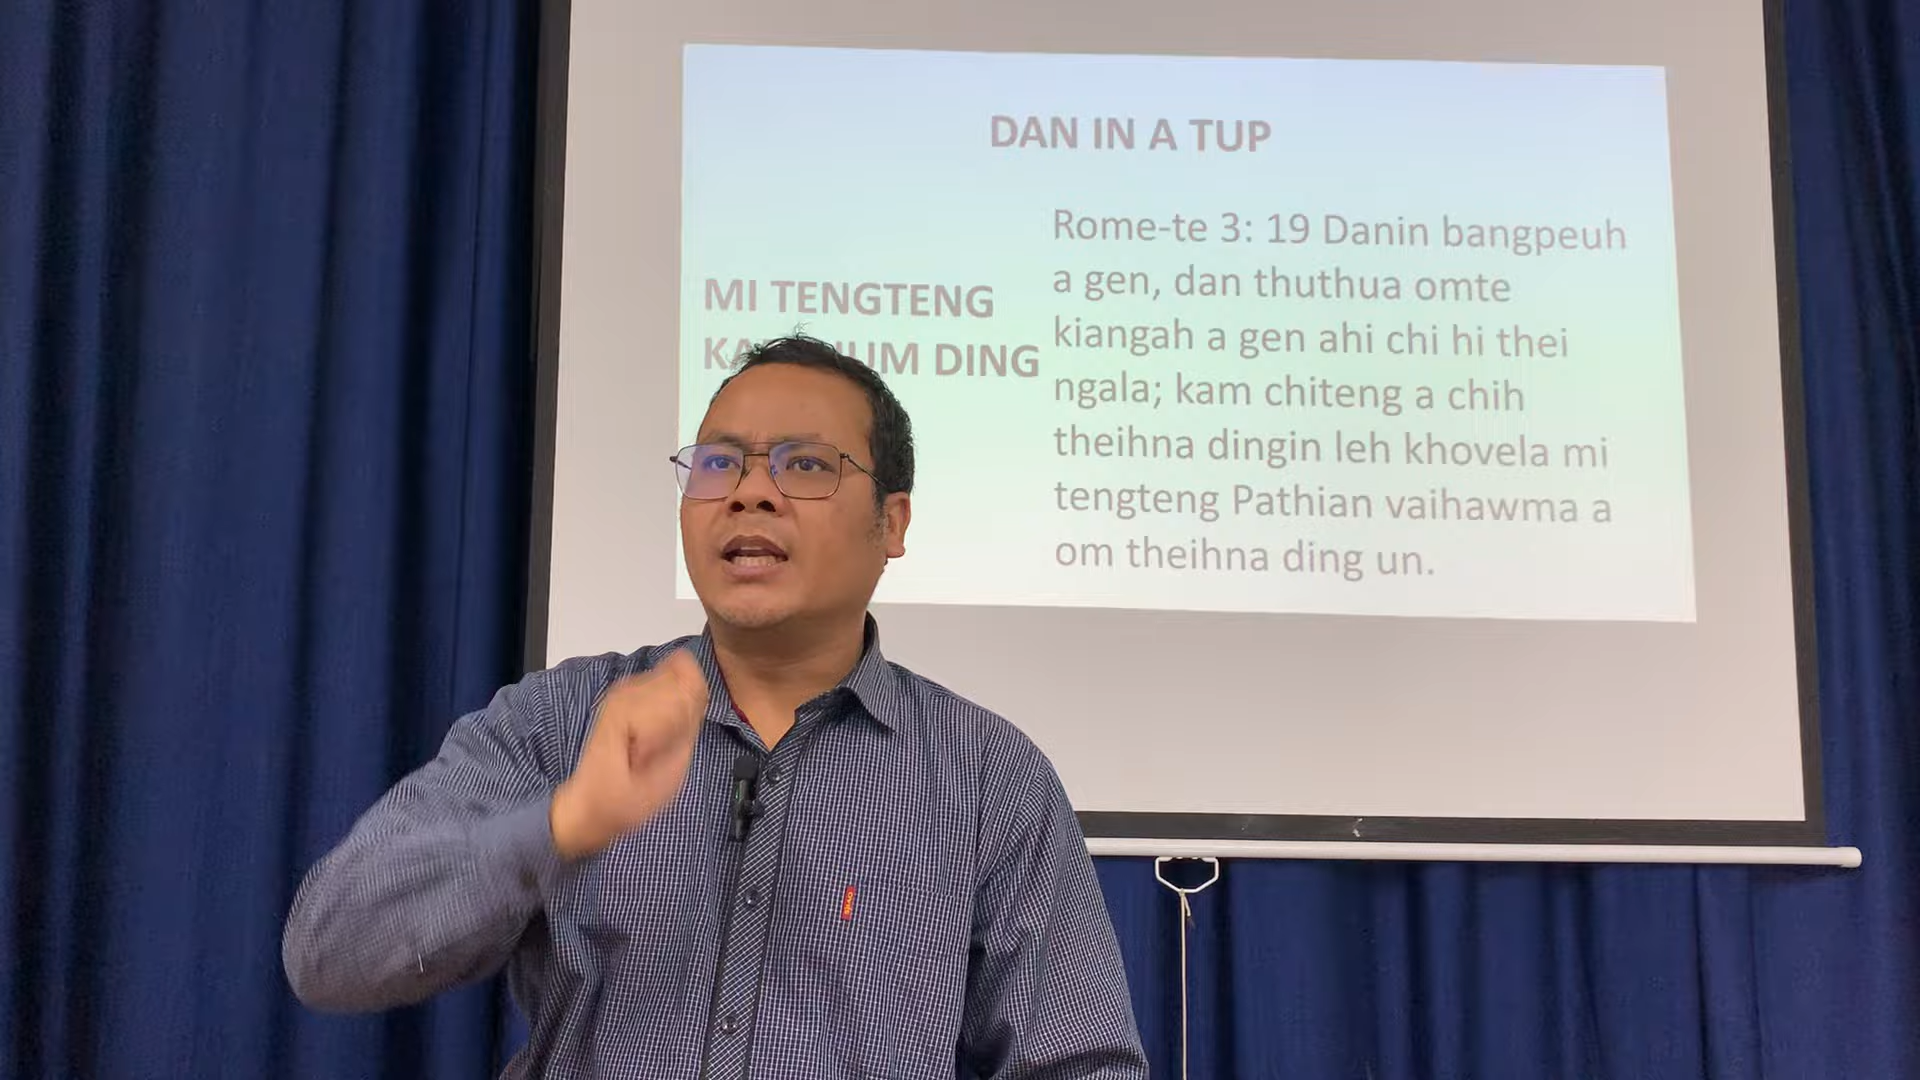 DAN IN A TUP
MI TENGTENG
DING
Rome-te 3: 19 Danin bangpeuh
a gen, dan thuthua omte
kiangah a gen ahi chi hi thei
ngala; kam chiteng a chih
theihna dingin leh khovela mi
tengteng Pathian vaihawma a
om theihna ding un.